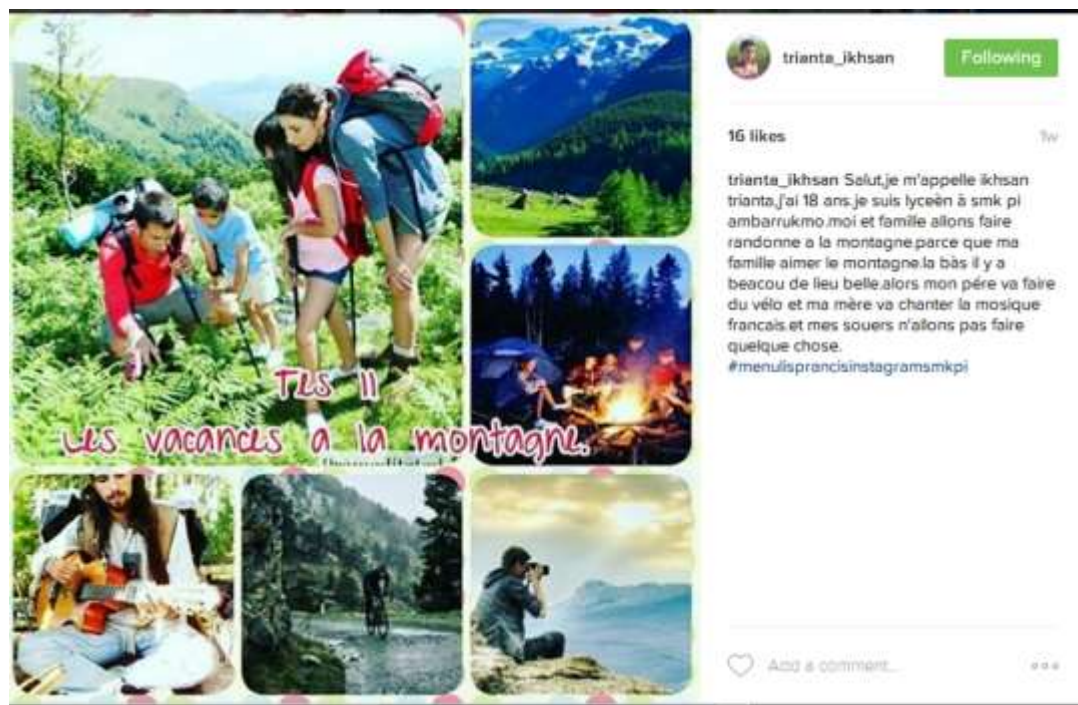 trianta_ikhsan
Following
16 likes
1w
trianta_ikhsan Salut,je m'appelle ikhsan
trianta,j'ai 18 ans.je suis lyceèn à smk pi
ambarrukmo.moi et famille allons faire
randonne a la montagne.parce que ma
famille aimer le montagne.la bàs il y a
beacou de lieu belle.alors mon pére va faire
du vélo et ma mère va chanter la mosique
francais.et mes souers n'allons pas faire
quelque chose.
#menulisprancisinstagramsmkpi
Tes 11
Les vacances a la montagne.
Add a comment...